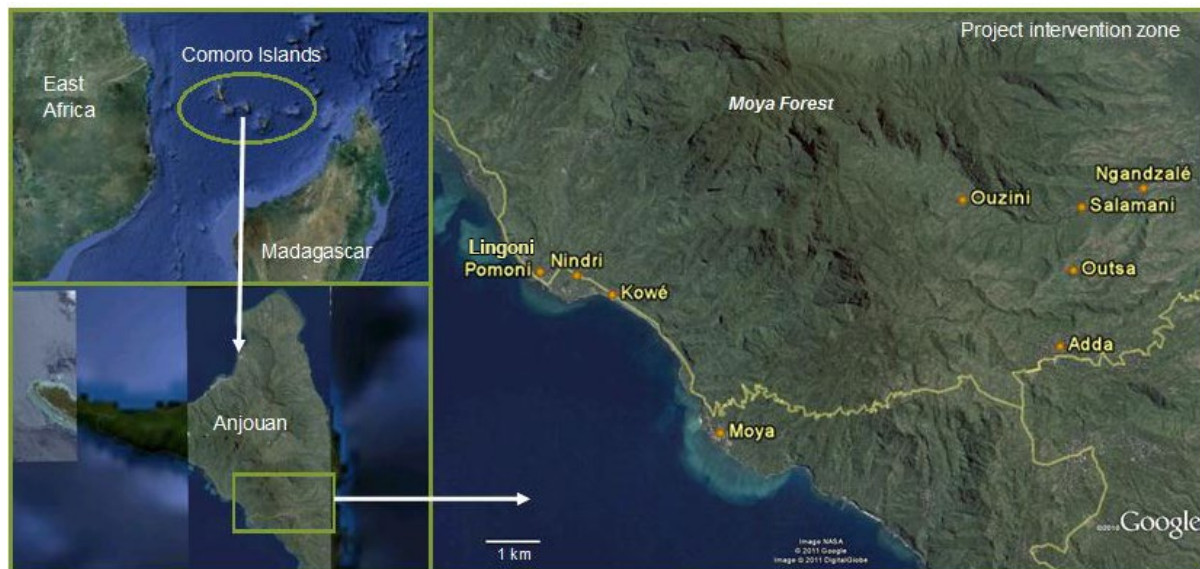 Comoro Islands
East
Africa
Madagascar
Anjouan
Project intervention zone
Moya Forest
Ngandzalé
Ouzini
Salamani
Lingoni
Pomoni
Nindri
Outsa
Kowé
Adda
Moya
1 km
Image NASA
© 2011 Google
Image © 2011 DigitalGlobe
©2010 Google